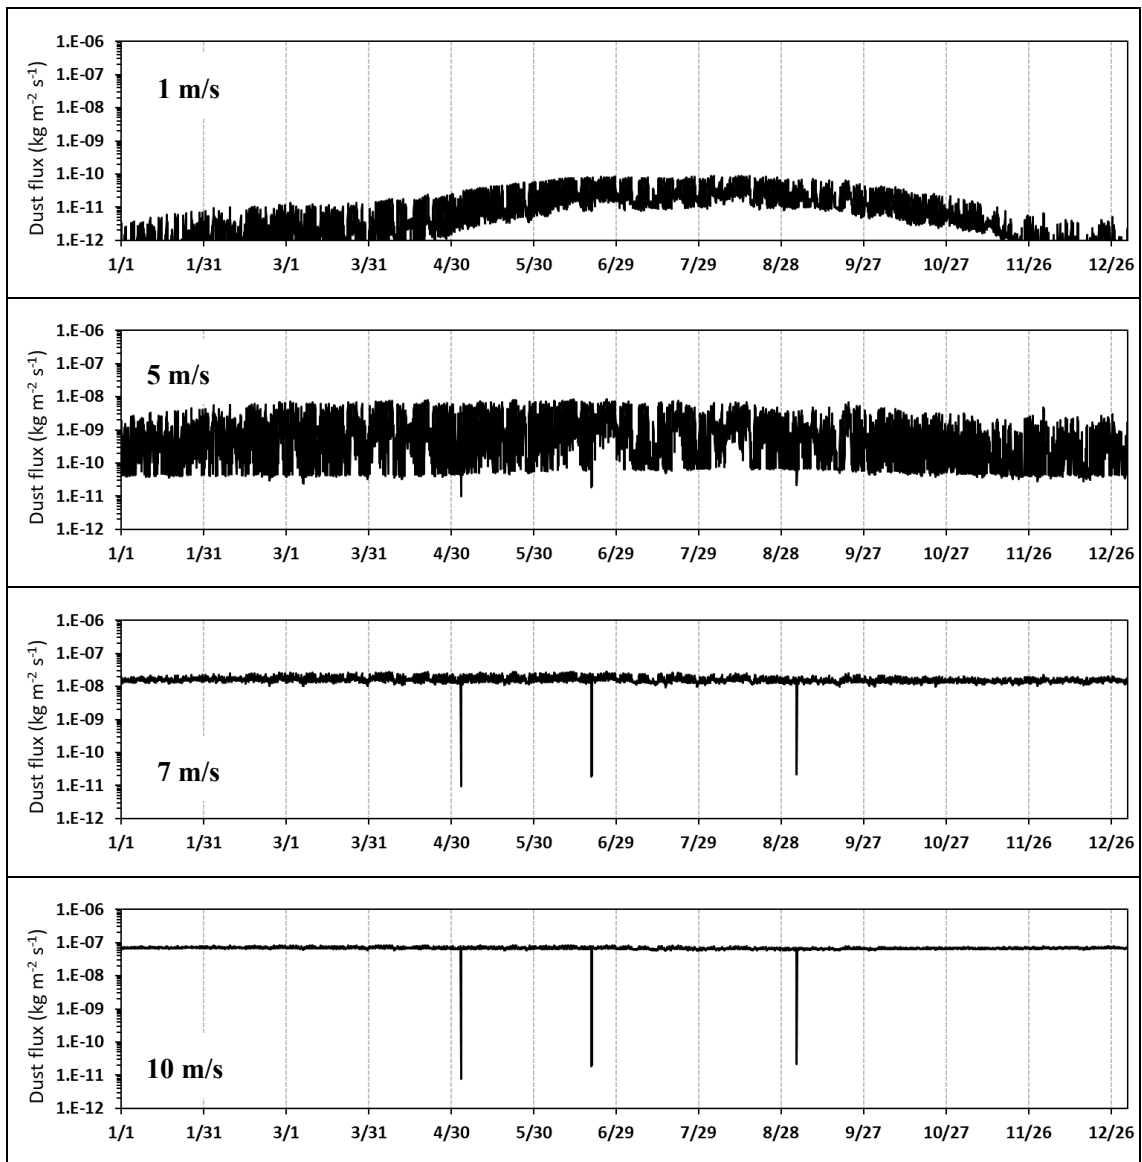 Dust flux (kg m⁻² s⁻¹)
1.E-06
1.E-07
1.E-08
1.E-09
1.E-10
1.E-11
1.E-12
1 m/s
1/1 1/31 3/1 3/31 4/30 5/30 6/29 7/29 8/28 9/27 10/27 11/26 12/26
Dust flux (kg m⁻² s⁻¹)
1.E-06
1.E-07
1.E-08
1.E-09
1.E-10
1.E-11
1.E-12
5 m/s
1/1 1/31 3/1 3/31 4/30 5/30 6/29 7/29 8/28 9/27 10/27 11/26 12/26
Dust flux (kg m⁻² s⁻¹)
1.E-06
1.E-07
1.E-08
1.E-09
1.E-10
1.E-11
1.E-12
7 m/s
1/1 1/31 3/1 3/31 4/30 5/30 6/29 7/29 8/28 9/27 10/27 11/26 12/26
Dust flux (kg m⁻² s⁻¹)
1.E-06
1.E-07
1.E-08
1.E-09
1.E-10
1.E-11
1.E-12
10 m/s
1/1 1/31 3/1 3/31 4/30 5/30 6/29 7/29 8/28 9/27 10/27 11/26 12/26